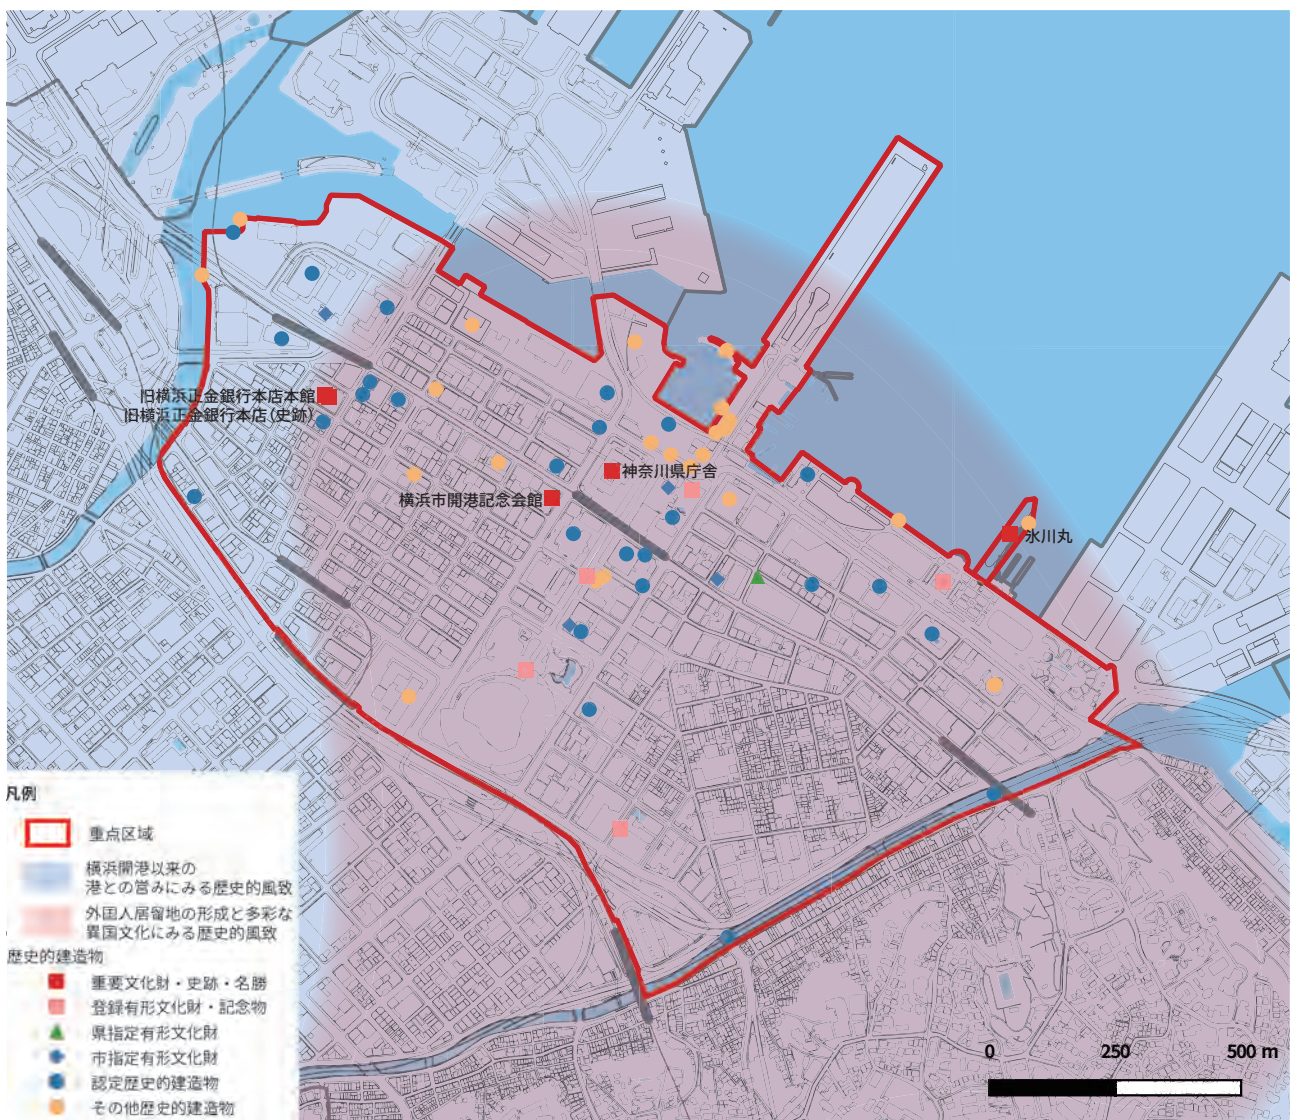 旧横浜正金銀行本店本館
旧横浜正金銀行本店(史跡)
神奈川県庁舎
横浜市開港記念会館
氷川丸
凡例
重点区域
横浜開港以来の
港との営みにみる歴史的風致
外国人居留地の形成と多彩な
異国文化にみる歴史的風致
歴史的建造物
重要文化財・史跡・名勝
登録有形文化財・記念物
県指定有形文化財
市指定有形文化財
認定歴史的建造物
その他歴史的建造物
0 250 500 m